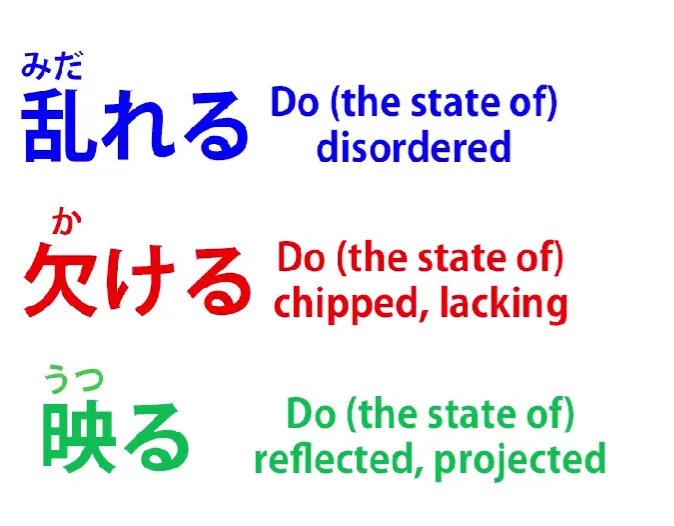 みだ
乱れる Do (the state of)
disordered
か
欠ける Do (the state of)
chipped, lacking
うつ
映る Do (the state of)
reflected, projected